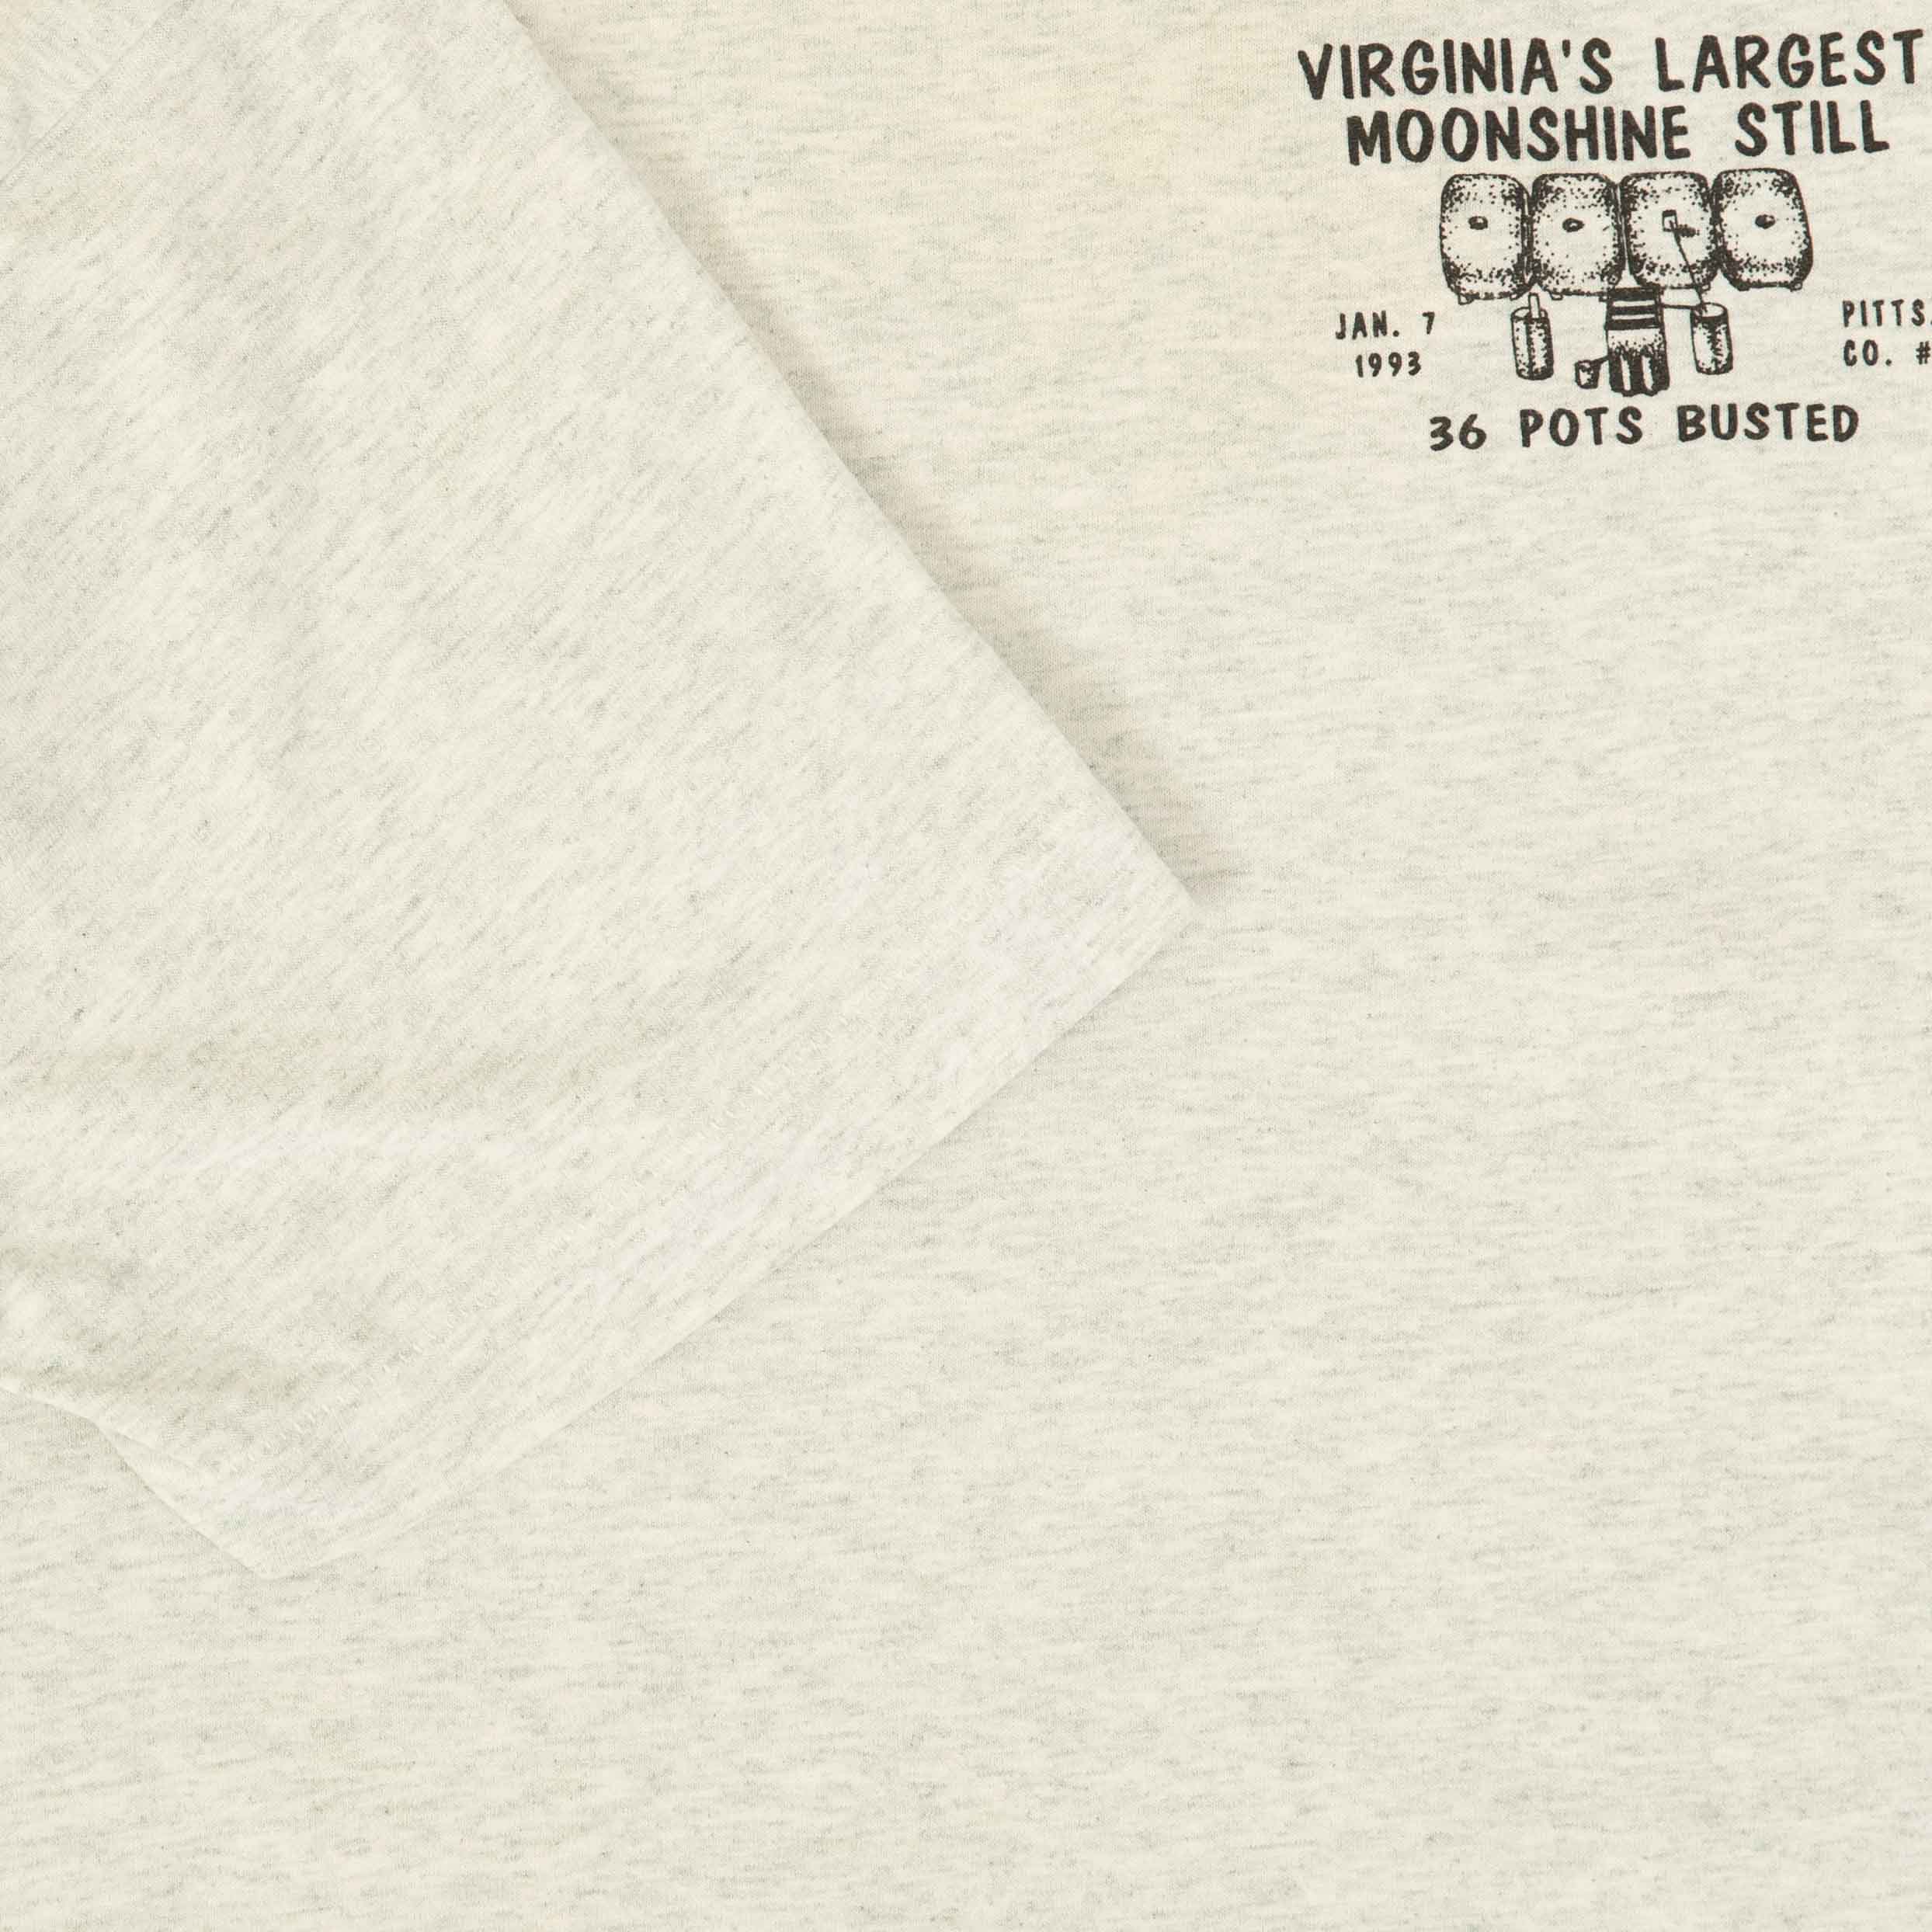 VIRGINIA'S LARGEST
MOONSHINE STILL
JAN. 7
1993
PITTS.
CO. #
36 POTS BUSTED